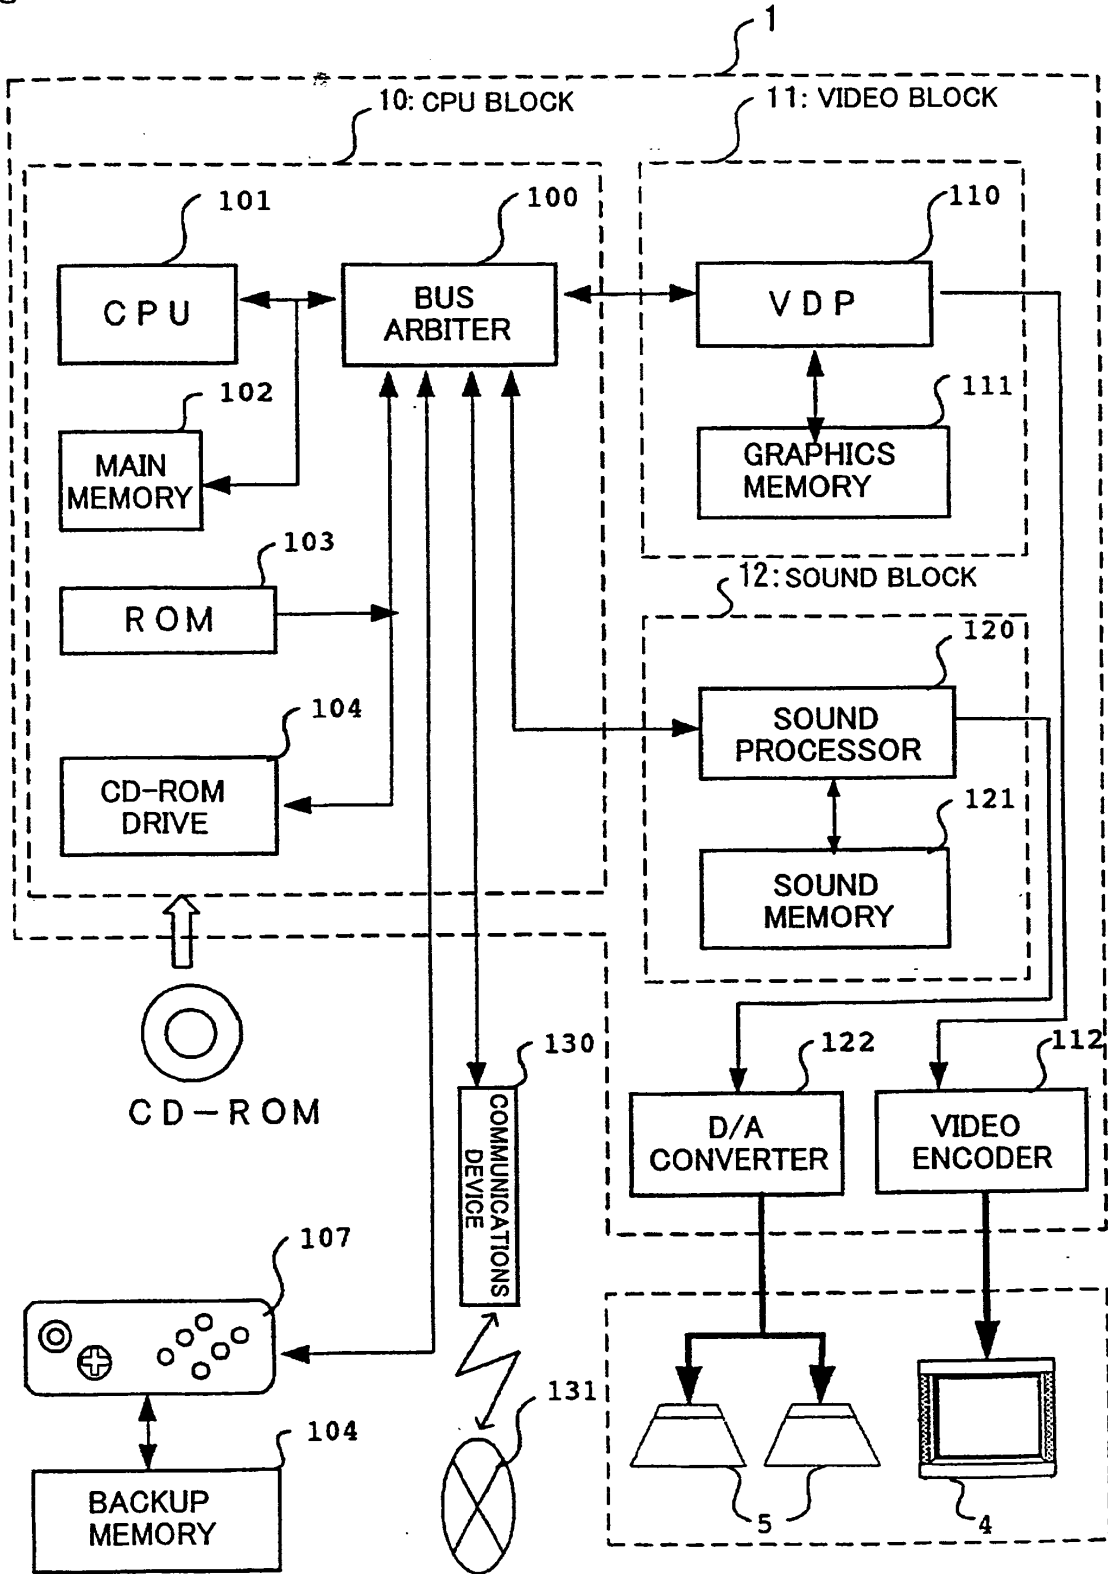 1
10: CPU BLOCK
11: VIDEO BLOCK
101
100
110
CPU
BUS
ARBITER
VDP
102
111
MAIN
MEMORY
GRAPHICS
MEMORY
103
ROM
12: SOUND BLOCK
120
104
SOUND
PROCESSOR
CD-ROM
DRIVE
121
SOUND
MEMORY
CD-ROM
130
122
112
COMMUNICATIONS
DEVICE
D/A
CONVERTER
VIDEO
ENCODER
107
131
104
BACKUP
MEMORY
5
4